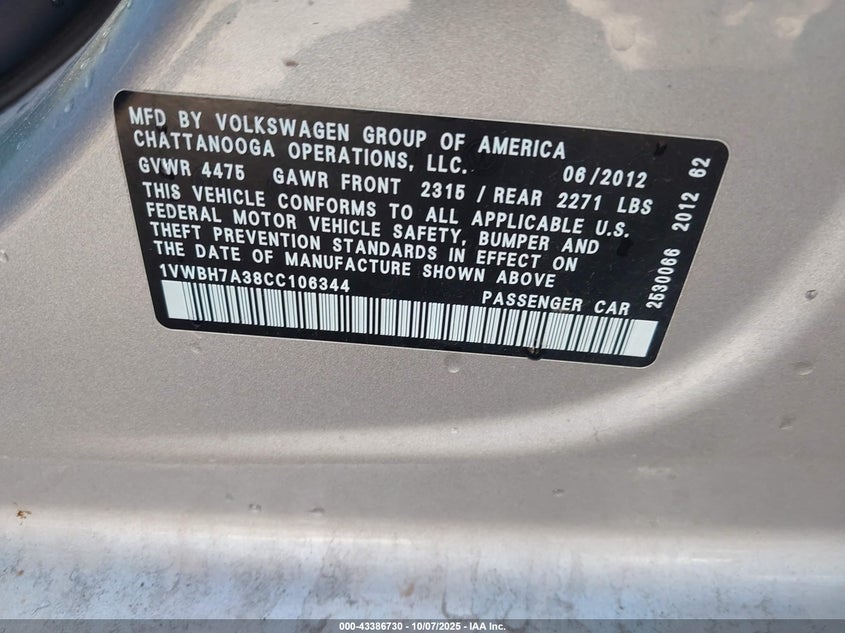 MFD BY VOLKSWAGEN GROUP OF AMERICA
CHATTANOOGA OPERATIONS, LLC. 06/2012
GVWR 4475 GAWR FRONT 2315 / REAR 2271 LBS
THIS VEHICLE CONFORMS TO ALL APPLICABLE U.S.
FEDERAL MOTOR VEHICLE SAFETY, BUMPER AND
THEFT PREVENTION STANDARDS IN EFFECT ON
THE DATE OF MANUFACTURE SHOWN ABOVE
1VWBH7A38CC106344 PASSENGER CAR
2530066 2012 62
000-43386730 - 10/07/2025 - IAA Inc.